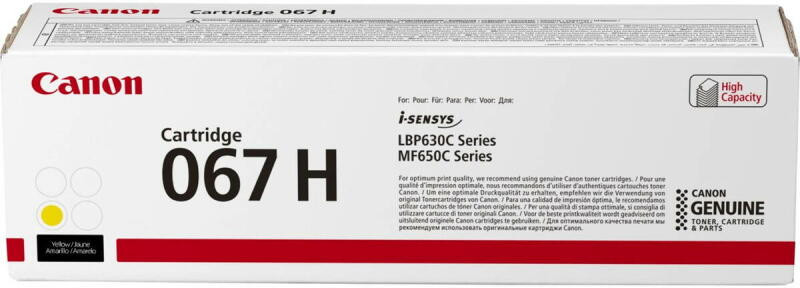 Canon Cartridge 067 H
Canon
High
Capacity
For: Pour: Für: Para: Per: Voor: Для:
i-SENSYS
LBP630C Series
MF650C Series
Cartridge
067 H
For optimum print quality, we recommend using genuine Canon toner cartridges. / Pour une
qualité d'impression optimale, nous recommandons d'utiliser d'authentiques cartouches toner
Canon. / Um eine optimale Druckqualität zu erhalten, empfehlen wir die Verwendung von
original Tonercartridges von Canon. / Para una calidad de impresión óptima, le recomendamos
utilizar cartuchos de tóner Canon originales. / Per una qualità di stampa ottimale, si consiglia di
utilizzare cartucce di toner Canon originali. / Voor de beste printkwaliteit wordt geadviseerd om
uitsluitend originele Canon cartridges te gebruiken. / Для оптимального качества печати мы
рекомендуем использовать оригинальные картриджи Canon.
CANON
GENUINE
TONER, CARTRIDGE
& PARTS
Yellow/Jaune
Amarillo/Amarelo